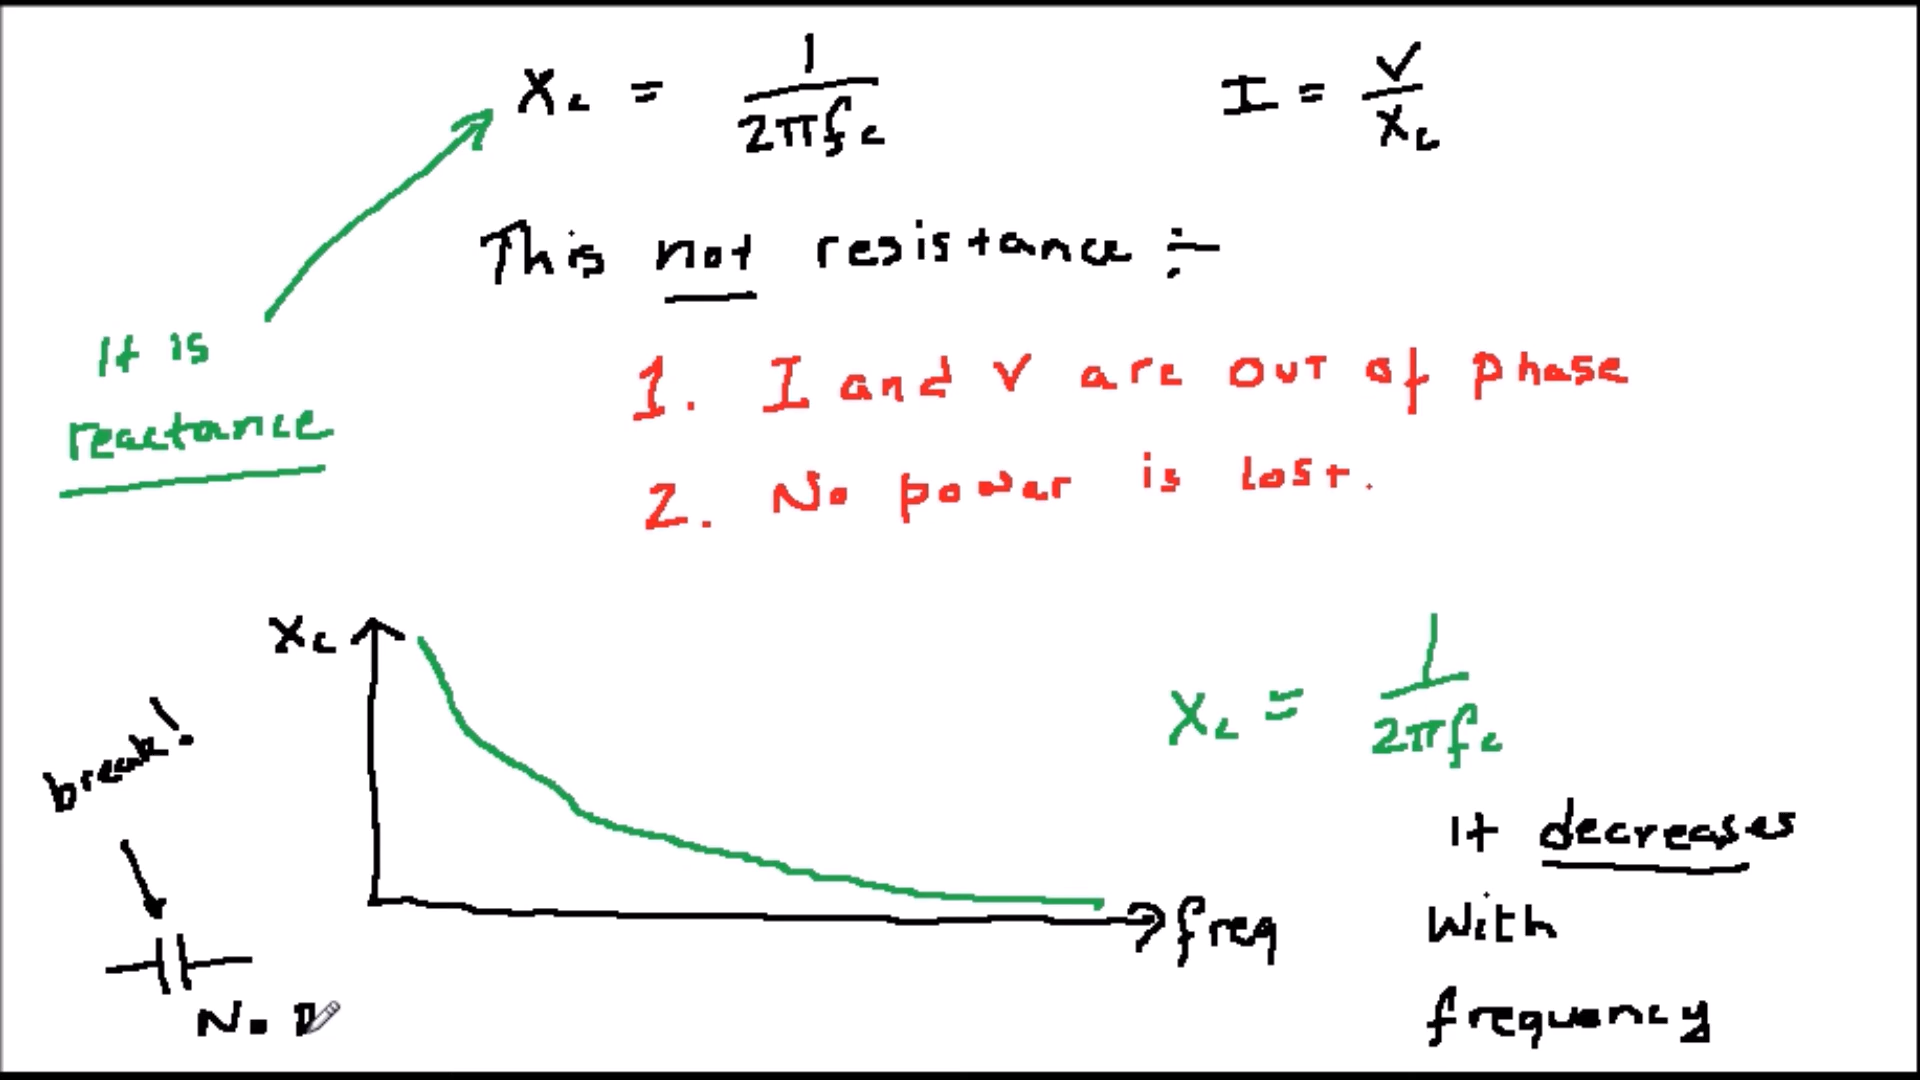 Xc = 1/2πfc
I = V/Xc
This not resistance :-
It is
reactance
1. I and V are out of phase
2. No power is lost.
Xc
freq
break!
No D
Xc = 1/2πfc
It decreases
with
frequency